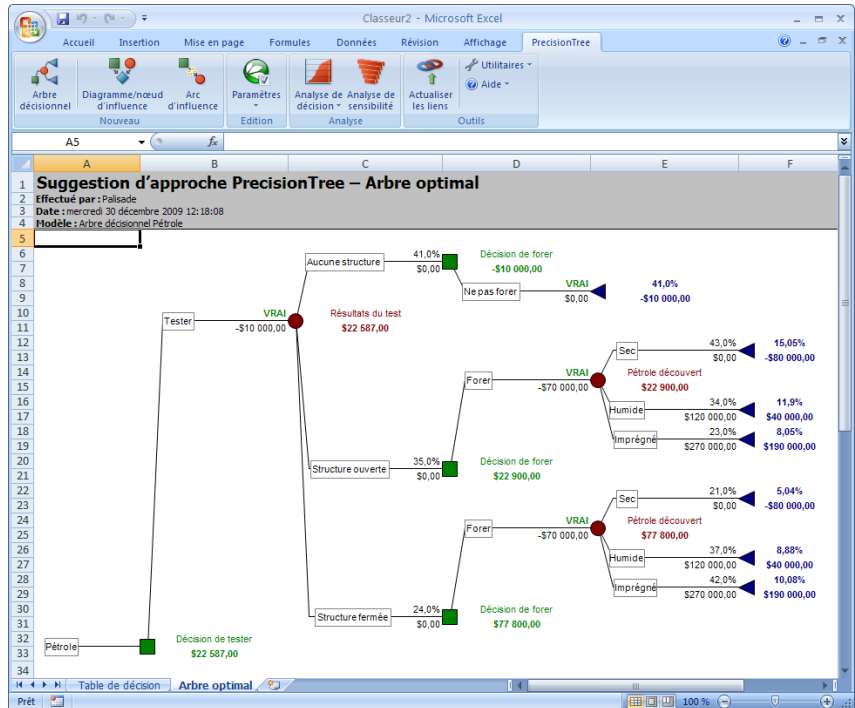 Classeur2 - Microsoft Excel
Accueil Insertion Mise en page Formules Données Révision Affichage PrecisionTree
Arbre décisionnel
Diagramme/nœud d'influence
Arc d'influence
Paramètres
Analyse de décision
Analyse de sensibilité
Actualiser les liens
Utilitaires
Aide
Nouveau Edition Analyse Outils
A5 fx
A B C D E F
1 Suggestion d'approche PrecisionTree – Arbre optimal
2 Effectué par : Palisade
3 Date : mercredi 30 décembre 2009 12:18:08
4 Modèle : Arbre décisionnel Pétrole
5
6 41,0% Décision de forer
Aucune structure
7 $0,00 -$10 000,00
8 VRAI 41,0%
Ne pas forer
9 $0,00 -$10 000,00
10 VRAI Résultats du test
Tester
11 -$10 000,00 $22 587,00
12 43,0% 15,05%
Sec
13 $0,00 -$80 000,00
14 VRAI Pétrole découvert
Forer
15 -$70 000,00 $22 900,00
16 34,0% 11,9%
Humide
17 $120 000,00 $40 000,00
18 23,0% 8,05%
Imprégné
19 $270 000,00 $190 000,00
20 35,0% Décision de forer
Structure ouverte
21 $0,00 $22 900,00
22 21,0% 5,04%
Sec
23 $0,00 -$80 000,00
24 VRAI Pétrole découvert
Forer
25 -$70 000,00 $77 800,00
26 37,0% 8,88%
Humide
27 $120 000,00 $40 000,00
28 42,0% 10,08%
Imprégné
29 $270 000,00 $190 000,00
30 24,0% Décision de forer
Structure fermée
31 $0,00 $77 800,00
32 Décision de tester
Pétrole
33 $22 587,00
34
Table de décision Arbre optimal
Prêt 100 %